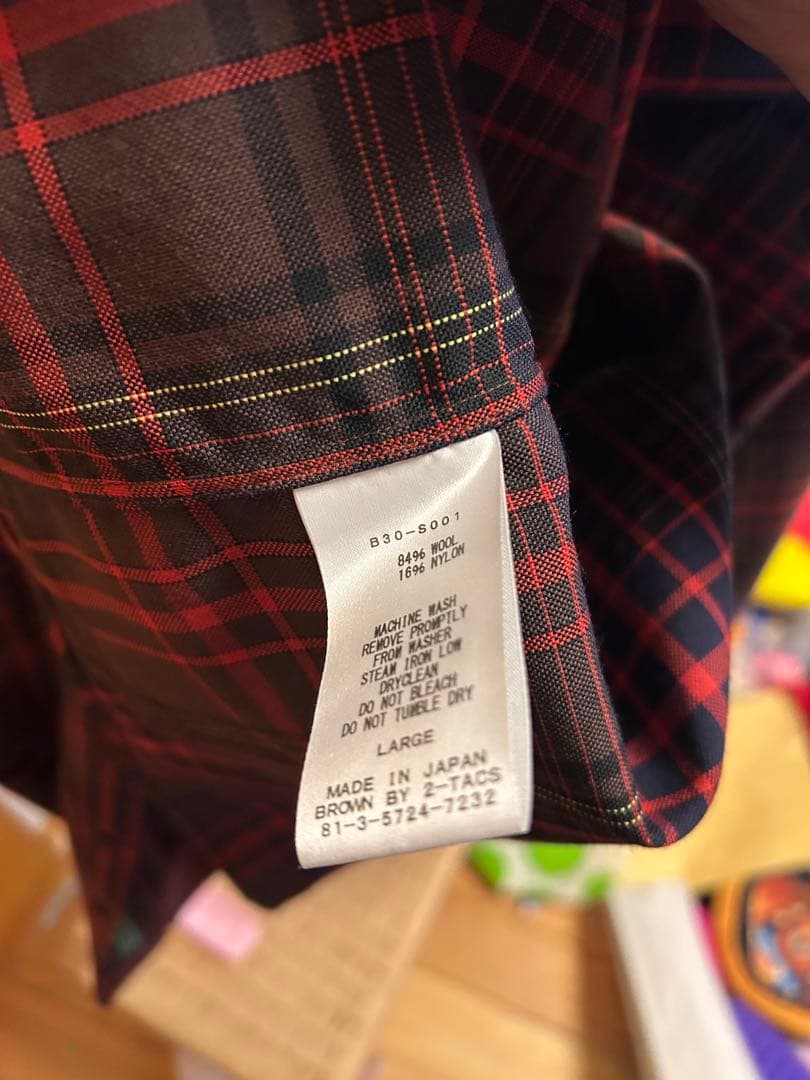 B30-S001
84% WOOL
16% NYLON
MACHINE WASH
REMOVE PROMPTLY
FROM WASHER
STEAM IRON LOW
DRYCLEAN
DO NOT BLEACH
DO NOT TUMBLE DRY
LARGE
MADE IN JAPAN
BROWN BY 2-TACS
81-3-5724-7232